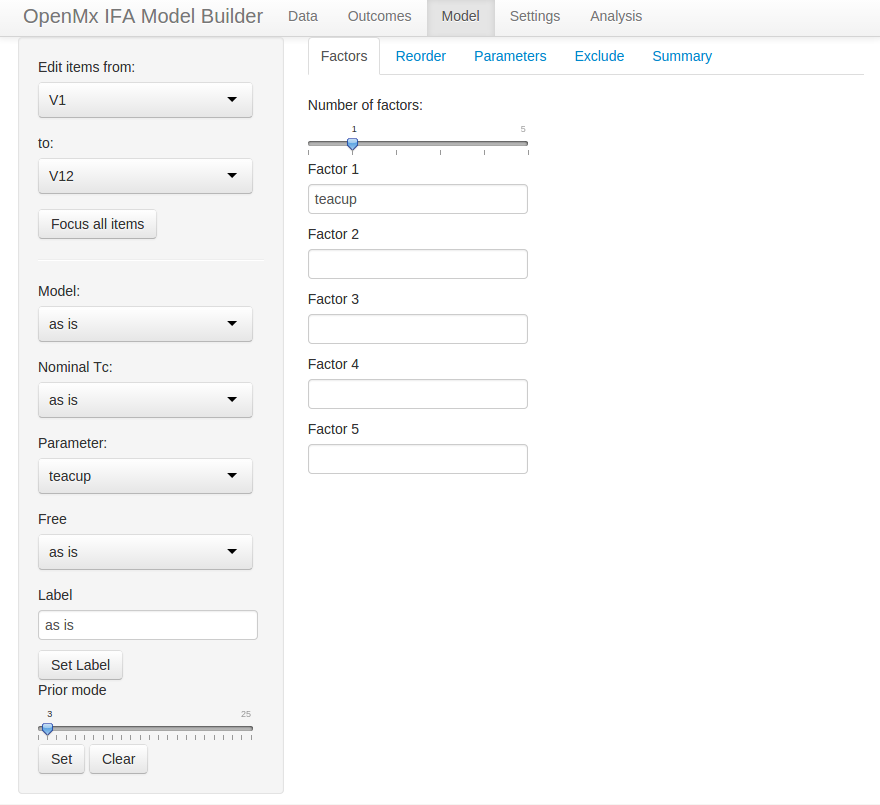 OpenMx IFA Model Builder Data Outcomes Model Settings Analysis
Edit items from:
V1
to:
V12
Focus all items
Model:
as is
Nominal Tc:
as is
Parameter:
teacup
Free
as is
Label
as is
Set Label
Prior mode
3 25
Set Clear
Factors Reorder Parameters Exclude Summary
Number of factors:
1 5
Factor 1
teacup
Factor 2
Factor 3
Factor 4
Factor 5